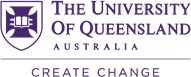 THE UNIVERSITY
OF QUEENSLAND
AUSTRALIA
CREATE CHANGE